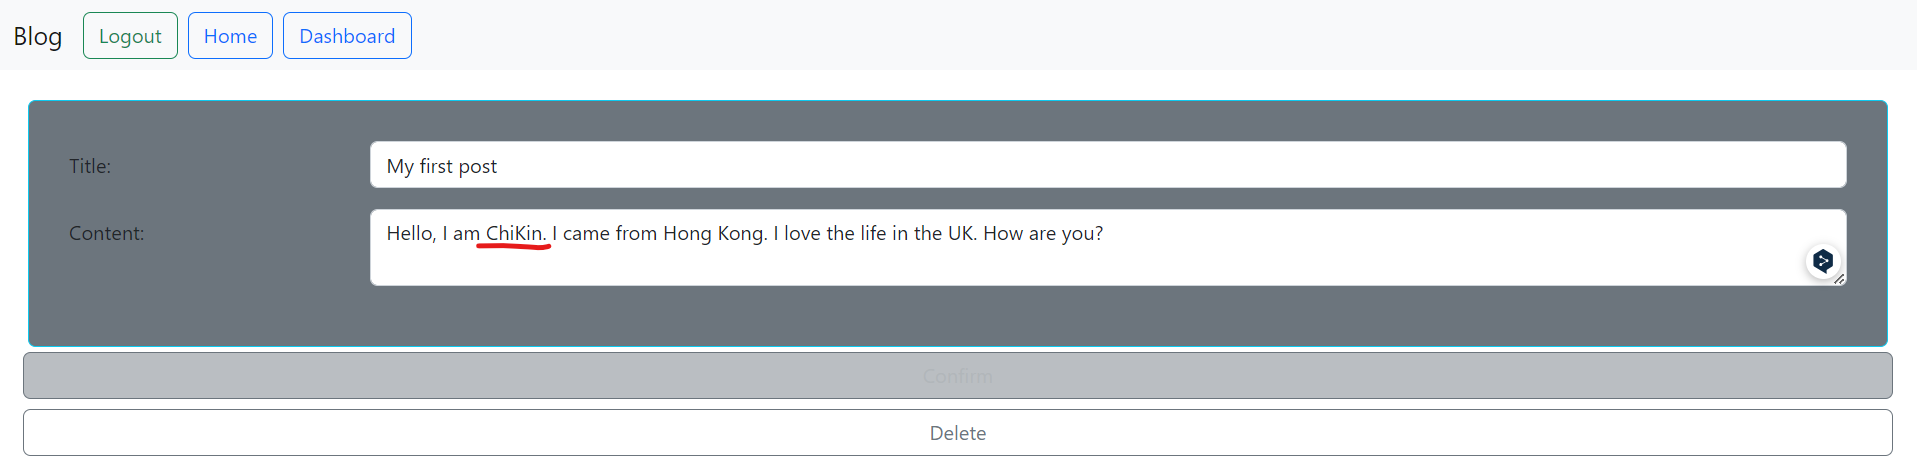 Blog Logout Home Dashboard
Title: My first post
Content: Hello, I am ChiKin. I came from Hong Kong. I love the life in the UK. How are you?
Confirm
Delete